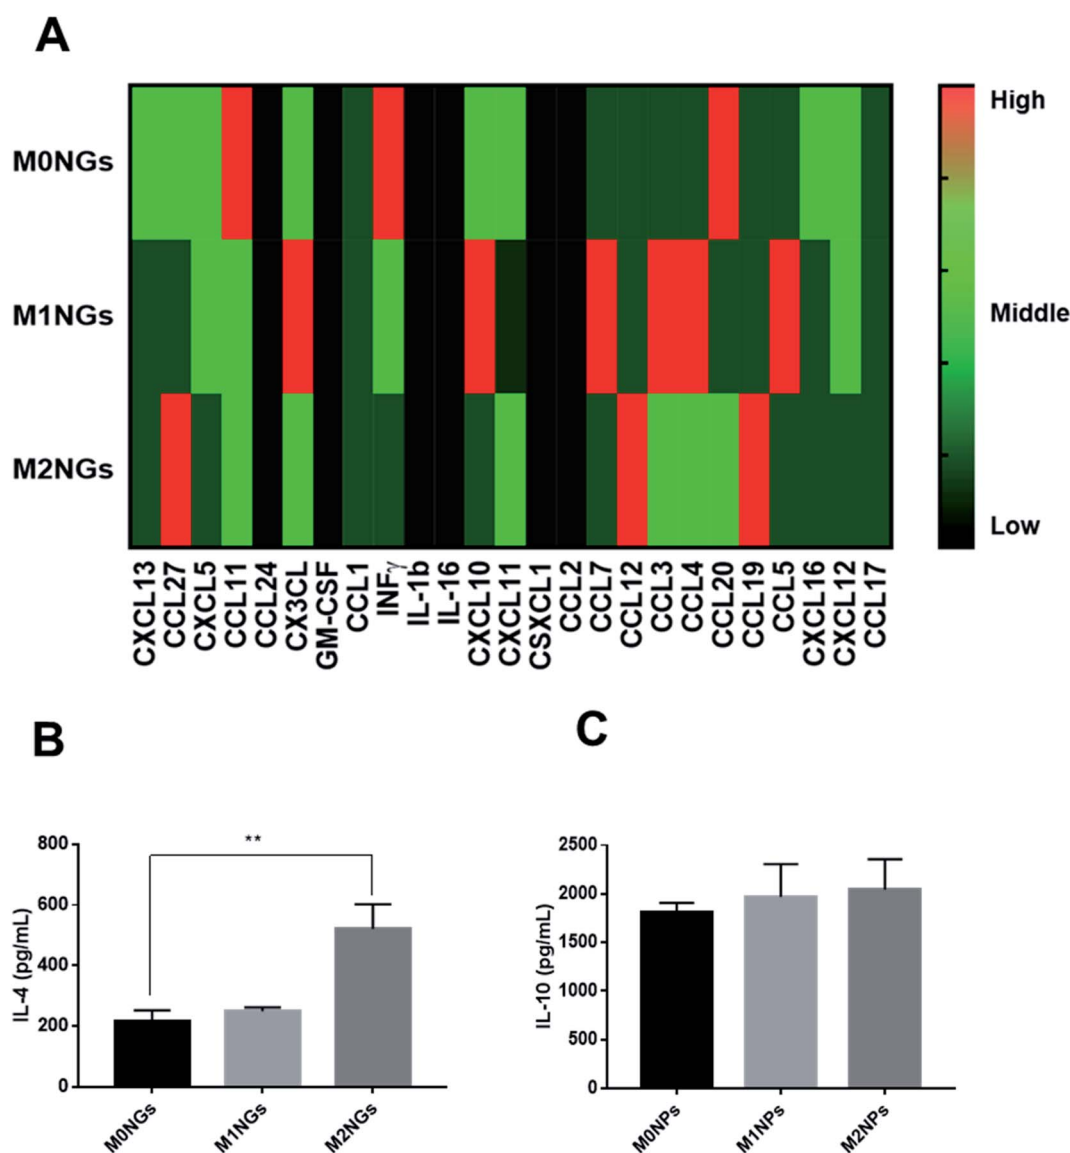 A
M0NGs
M1NGs
M2NGs
High
Middle
Low
CXCL13
CCL27
CXCL5
CCL11
CCL24
CX3CL
GM-CSF
CCL1
INFγ
IL-1b
IL-16
CXCL10
CXCL11
CSXCL1
CCL2
CCL7
CCL12
CCL3
CCL4
CCL20
CCL19
CCL5
CXCL16
CXCL12
CCL17
B
IL-4 (pg/mL)
800
600
400
200
0
**
M0NGs
M1NGs
M2NGs
C
IL-10 (pg/mL)
2500
2000
1500
1000
500
0
M0NPs
M1NPs
M2NPs